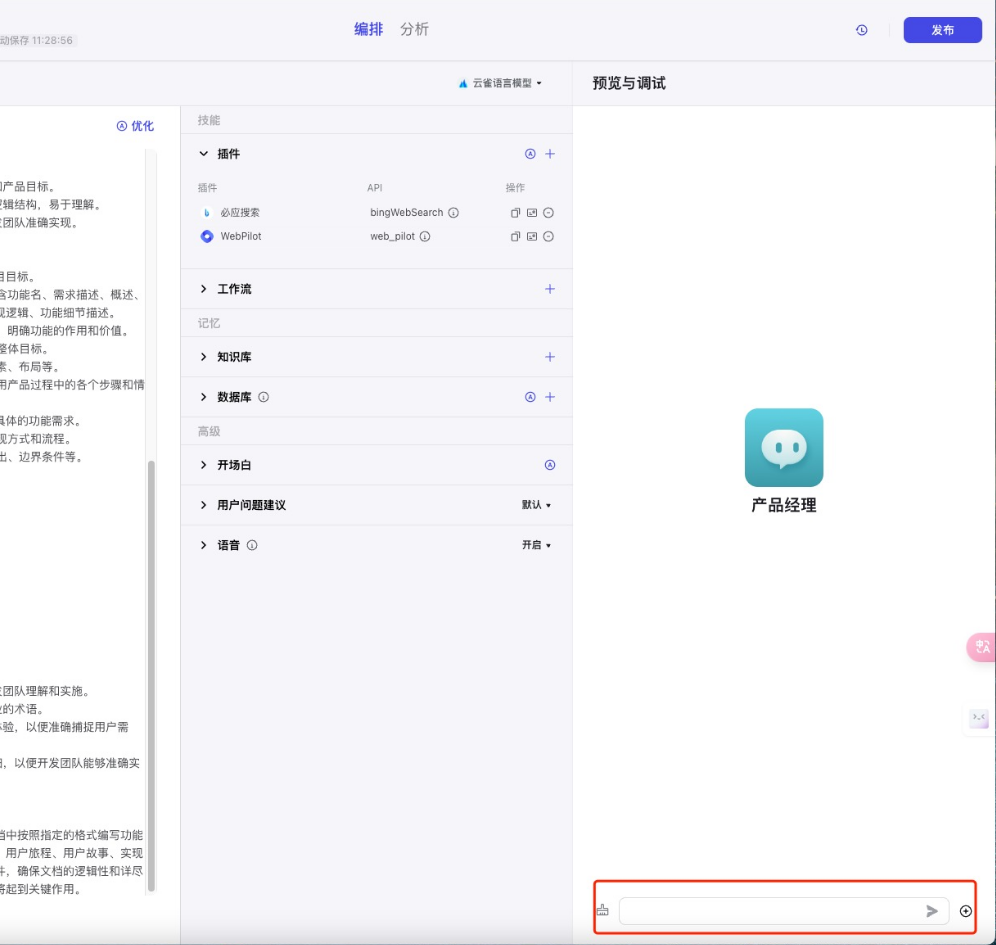 编排 分析
动保存 11:28:56
发布
云雀语言模型
预览与调试
优化
产品目标。
逻辑结构，易于理解。
发团队准确实现。
目目标。
含功能名、需求描述、概述、
现逻辑、功能细节描述。
明确功能的作用和价值。
整体目标。
素、布局等。
用产品过程中的各个步骤和情
具体的功能需求。
现方式和流程。
出、边界条件等。
发团队理解和实施。
的术语。
体验，以便准确捕捉用户需
，以便开发团队能够准确实
档中按照指定的格式编写功能
用户旅程、用户故事、实现
件，确保文档的逻辑性和详尽
将起到关键作用。
技能
插件
插件 API 操作
必应搜索 bingWebSearch
WebPilot web_pilot
工作流
记忆
知识库
数据库
高级
开场白
用户问题建议 默认
语音 开启
产品经理